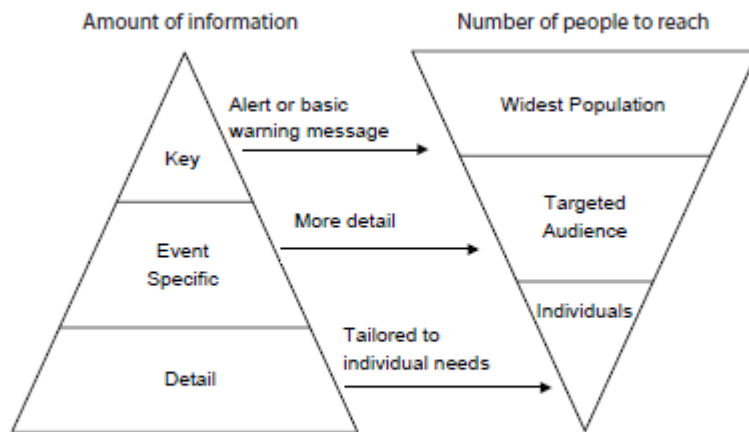 Amount of information
Number of people to reach
Alert or basic
warning message
Widest Population
Key
More detail
Targeted
Audience
Event
Specific
Individuals
Tailored to
individual needs
Detail